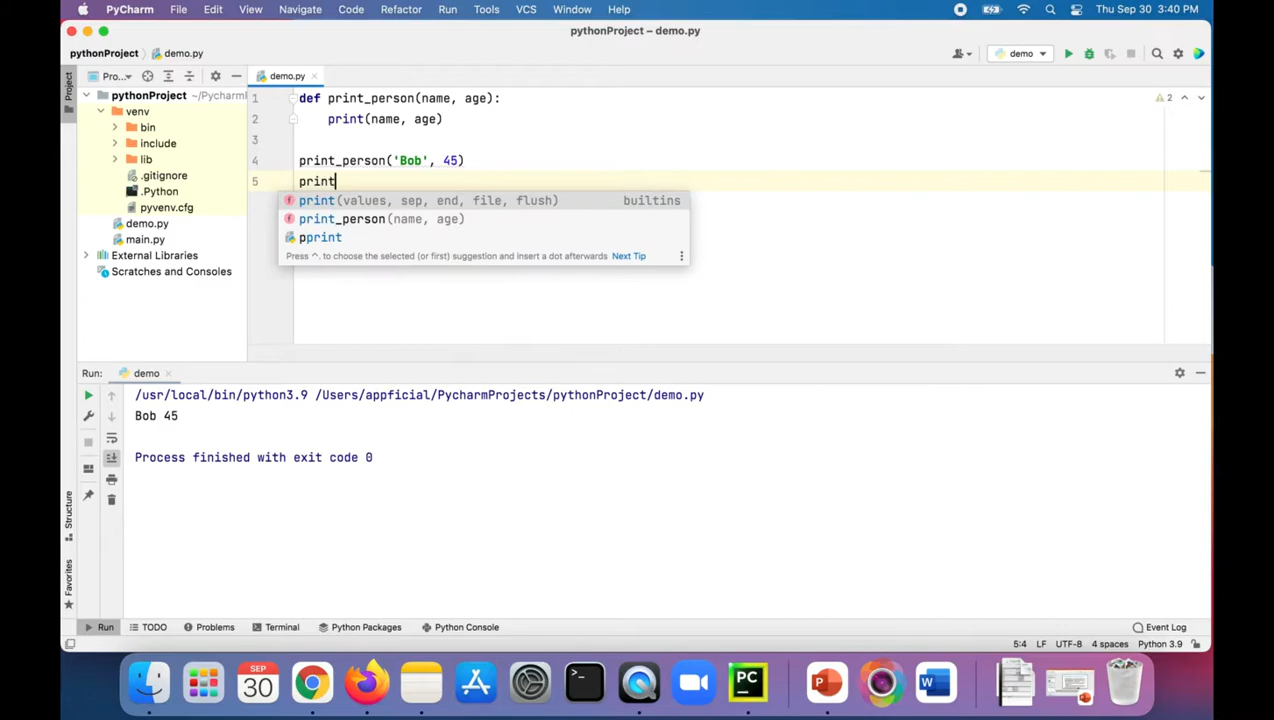 PyCharm File Edit View Navigate Code Refactor Run Tools VCS Window Help Thu Sep 30 3:40 PM
pythonProject – demo.py
pythonProject demo.py demo
Project Pro... demo.py
pythonProject ~/Pycharm
venv
bin
include
lib
.gitignore
.Python
pyvenv.cfg
demo.py
main.py
External Libraries
Scratches and Consoles
1 def print_person(name, age): 2
2 print(name, age)
3
4 print_person('Bob', 45)
5 print
print(values, sep, end, file, flush) builtins
print_person(name, age)
pprint
Press ^. to choose the selected (or first) suggestion and insert a dot afterwards Next Tip
Run: demo
/usr/local/bin/python3.9 /Users/appficial/PycharmProjects/pythonProject/demo.py
Bob 45
Process finished with exit code 0
Structure
Favorites
Run TODO Problems Terminal Python Packages Python Console Event Log
5:4 LF UTF-8 4 spaces Python 3.9
SEP
30
>_
PC
P
W